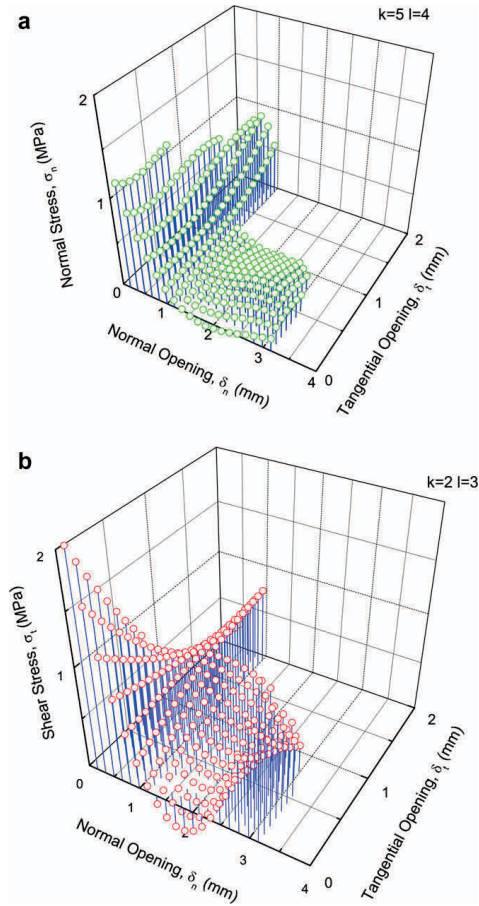 a
k=5 l=4
2
1
Normal Stress, σn (MPa)
0
1
2
3
4
Normal Opening, δn (mm)
0
1
2
Tangential Opening, δt (mm)
b
k=2 l=3
2
1
Shear Stress, σt (MPa)
0
1
2
3
4
Normal Opening, δn (mm)
0
1
2
Tangential Opening, δt (mm)